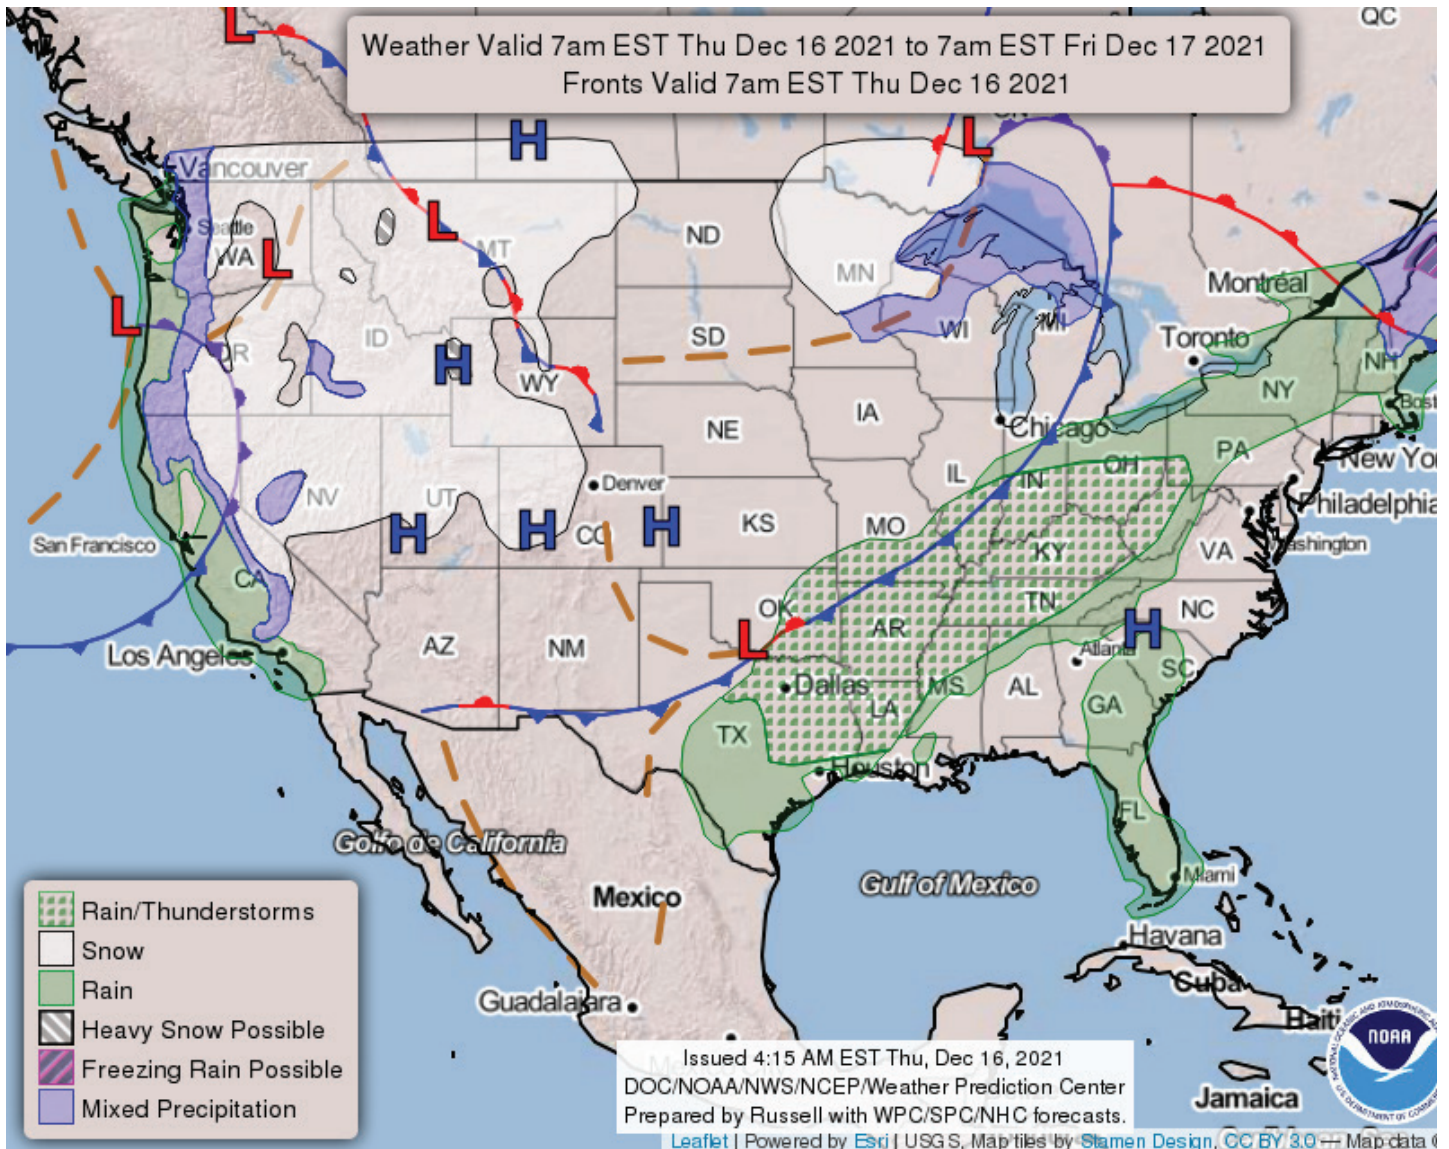 QC
Weather Valid 7am EST Thu Dec 16 2021 to 7am EST Fri Dec 17 2021
Fronts Valid 7am EST Thu Dec 16 2021
L
L
H
Vancouver
Seattle
WA
L
L
MT
ND
MN
Montréal
L
OR
ID
H
WY
SD
WI
MI
Toronto
NH
NY
NE
IA
Chicago
PA
New
IL
IN
OH
NV
UT
Denver
Philadelphia
San Francisco
H
H
CO
H
KS
MO
KY
VA
CA
OK
TN
NC
AR
H
Los Angeles
AZ
NM
L
Atlanta
SC
Dallas
MS
AL
GA
LA
TX
Houston
FL
Golfo de California
Mexico
Gulf of Mexico
Miami
Havana
Cuba
Guadalajara
Haiti
Jamaica
Rain/Thunderstorms
Snow
Rain
Heavy Snow Possible
Freezing Rain Possible
Mixed Precipitation
NOAA
Issued 4:15 AM EST Thu, Dec 16, 2021
DOC/NOAA/NWS/NCEP/Weather Prediction Center
Prepared by Russell with WPC/SPC/NHC forecasts.
Leaflet | Powered by Esri | USGS, Map tiles by Stamen Design, CC BY 3.0 — Map data ©